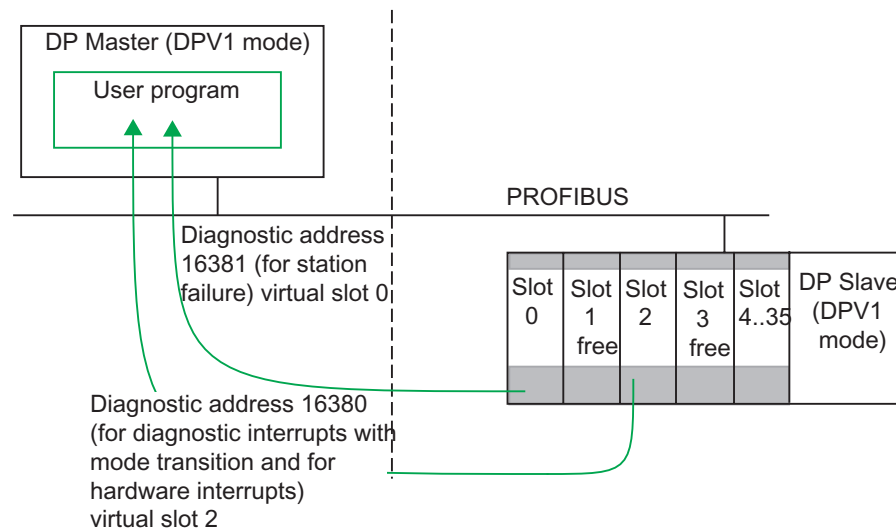 DP Master (DPV1 mode)
User program
PROFIBUS
Diagnostic address
16381 (for station
failure) virtual slot 0
Slot
0
Slot
1
free
Slot
2
Slot
3
free
Slot
4..35
DP Slave
(DPV1
mode)
Diagnostic address 16380
(for diagnostic interrupts with
mode transition and for
hardware interrupts)
virtual slot 2